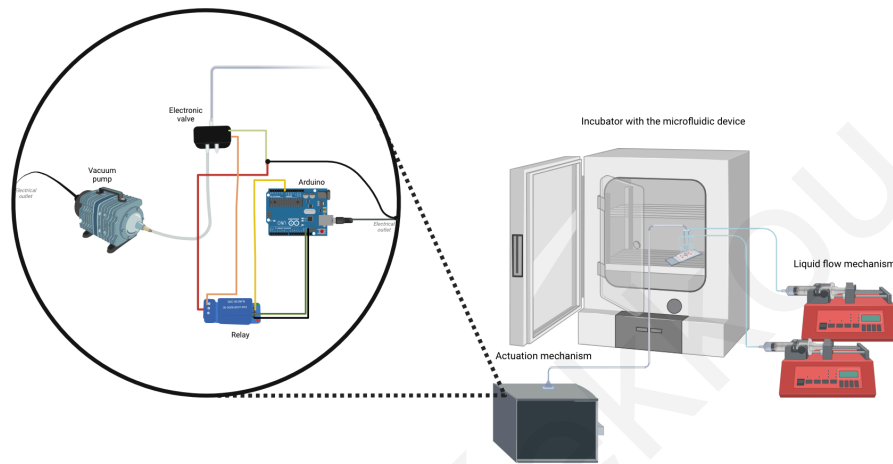 Incubator with the microfluidic device
Electronic
valve
Vacuum
pump
Electrical
outlet
Arduino
Electrical
outlet
Relay
Liquid flow mechanism
Actuation mechanism